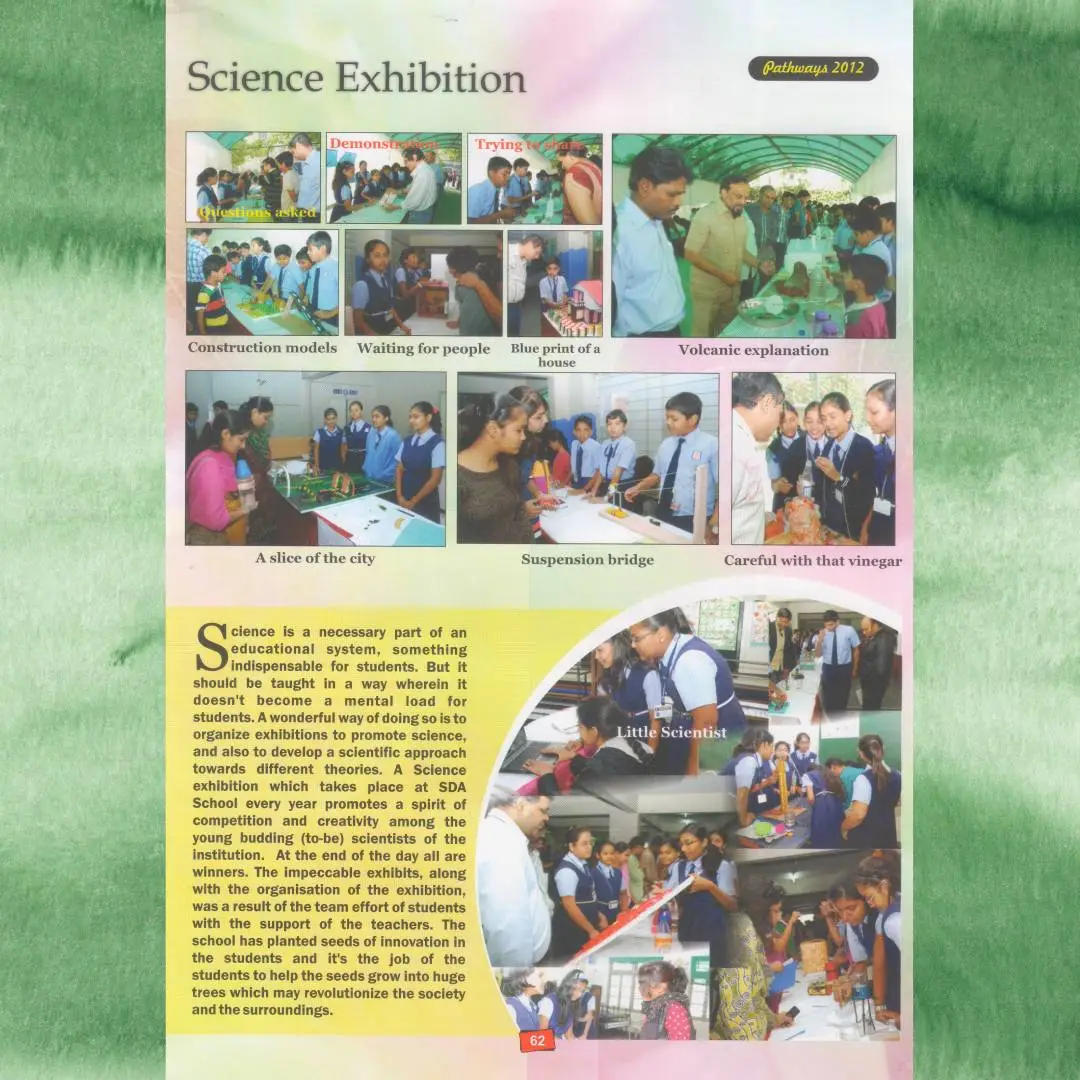 Science Exhibition
Pathways 2012
Questions asked
Demonstration
Trying to share
Construction models
Waiting for people
Blue print of a
house
Volcanic explanation
A slice of the city
Suspension bridge
Careful with that vinegar
Science is a necessary part of an
educational system, something
indispensable for students. But it
should be taught in a way wherein it
doesn't become a mental load for
students. A wonderful way of doing so is to
organize exhibitions to promote science,
and also to develop a scientific approach
towards different theories. A Science
exhibition which takes place at SDA
School every year promotes a spirit of
competition and creativity among the
young budding (to-be) scientists of the
institution. At the end of the day all are
winners. The impeccable exhibits, along
with the organisation of the exhibition,
was a result of the team effort of students
with the support of the teachers. The
school has planted seeds of innovation in
the students and it's the job of the
students to help the seeds grow into huge
trees which may revolutionize the society
and the surroundings.
Little Scientist
62